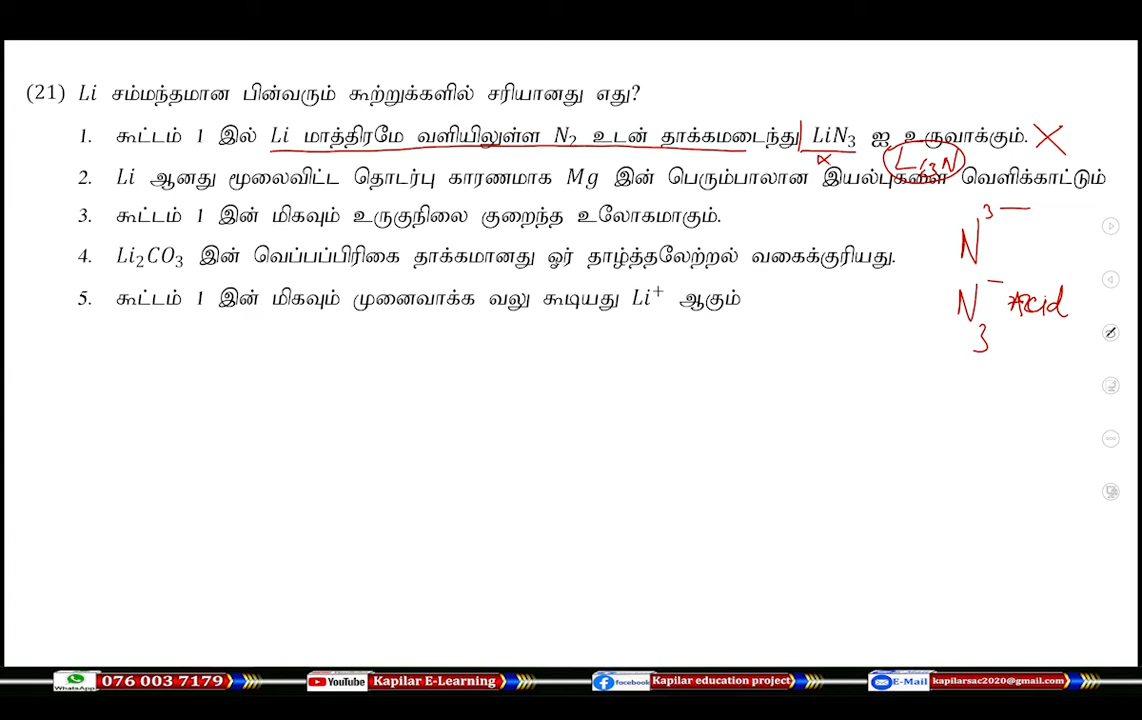 (21) Li சம்மந்தமான பின்வரும் கூற்றுக்களில் சரியானது எது?
1. கூட்டம் 1 இல் Li மாத்திரமே வளியிலுள்ள N₂ உடன் தாக்கமடைந்து LiN₃ ஐ உருவாக்கும்.
Li3N
2. Li ஆனது மூலைவிட்ட தொடர்பு காரணமாக Mg இன் பெரும்பாலான இயல்புகளை வெளிக்காட்டும்
3. கூட்டம் 1 இன் மிகவும் உருகுநிலை குறைந்த உலோகமாகும்.
N³⁻
4. Li₂CO₃ இன் வெப்பப்பிரிகை தாக்கமானது ஓர் தாழ்த்தலேற்றல் வகைக்குரியது.
5. கூட்டம் 1 இன் மிகவும் முனைவாக்க வலு கூடியது Li⁺ ஆகும்
N₃⁻ Acid
WhatsApp 076 003 7179 YouTube Kapilar E-Learning facebook Kapilar education project E-Mail kapilarsac2020@gmail.com